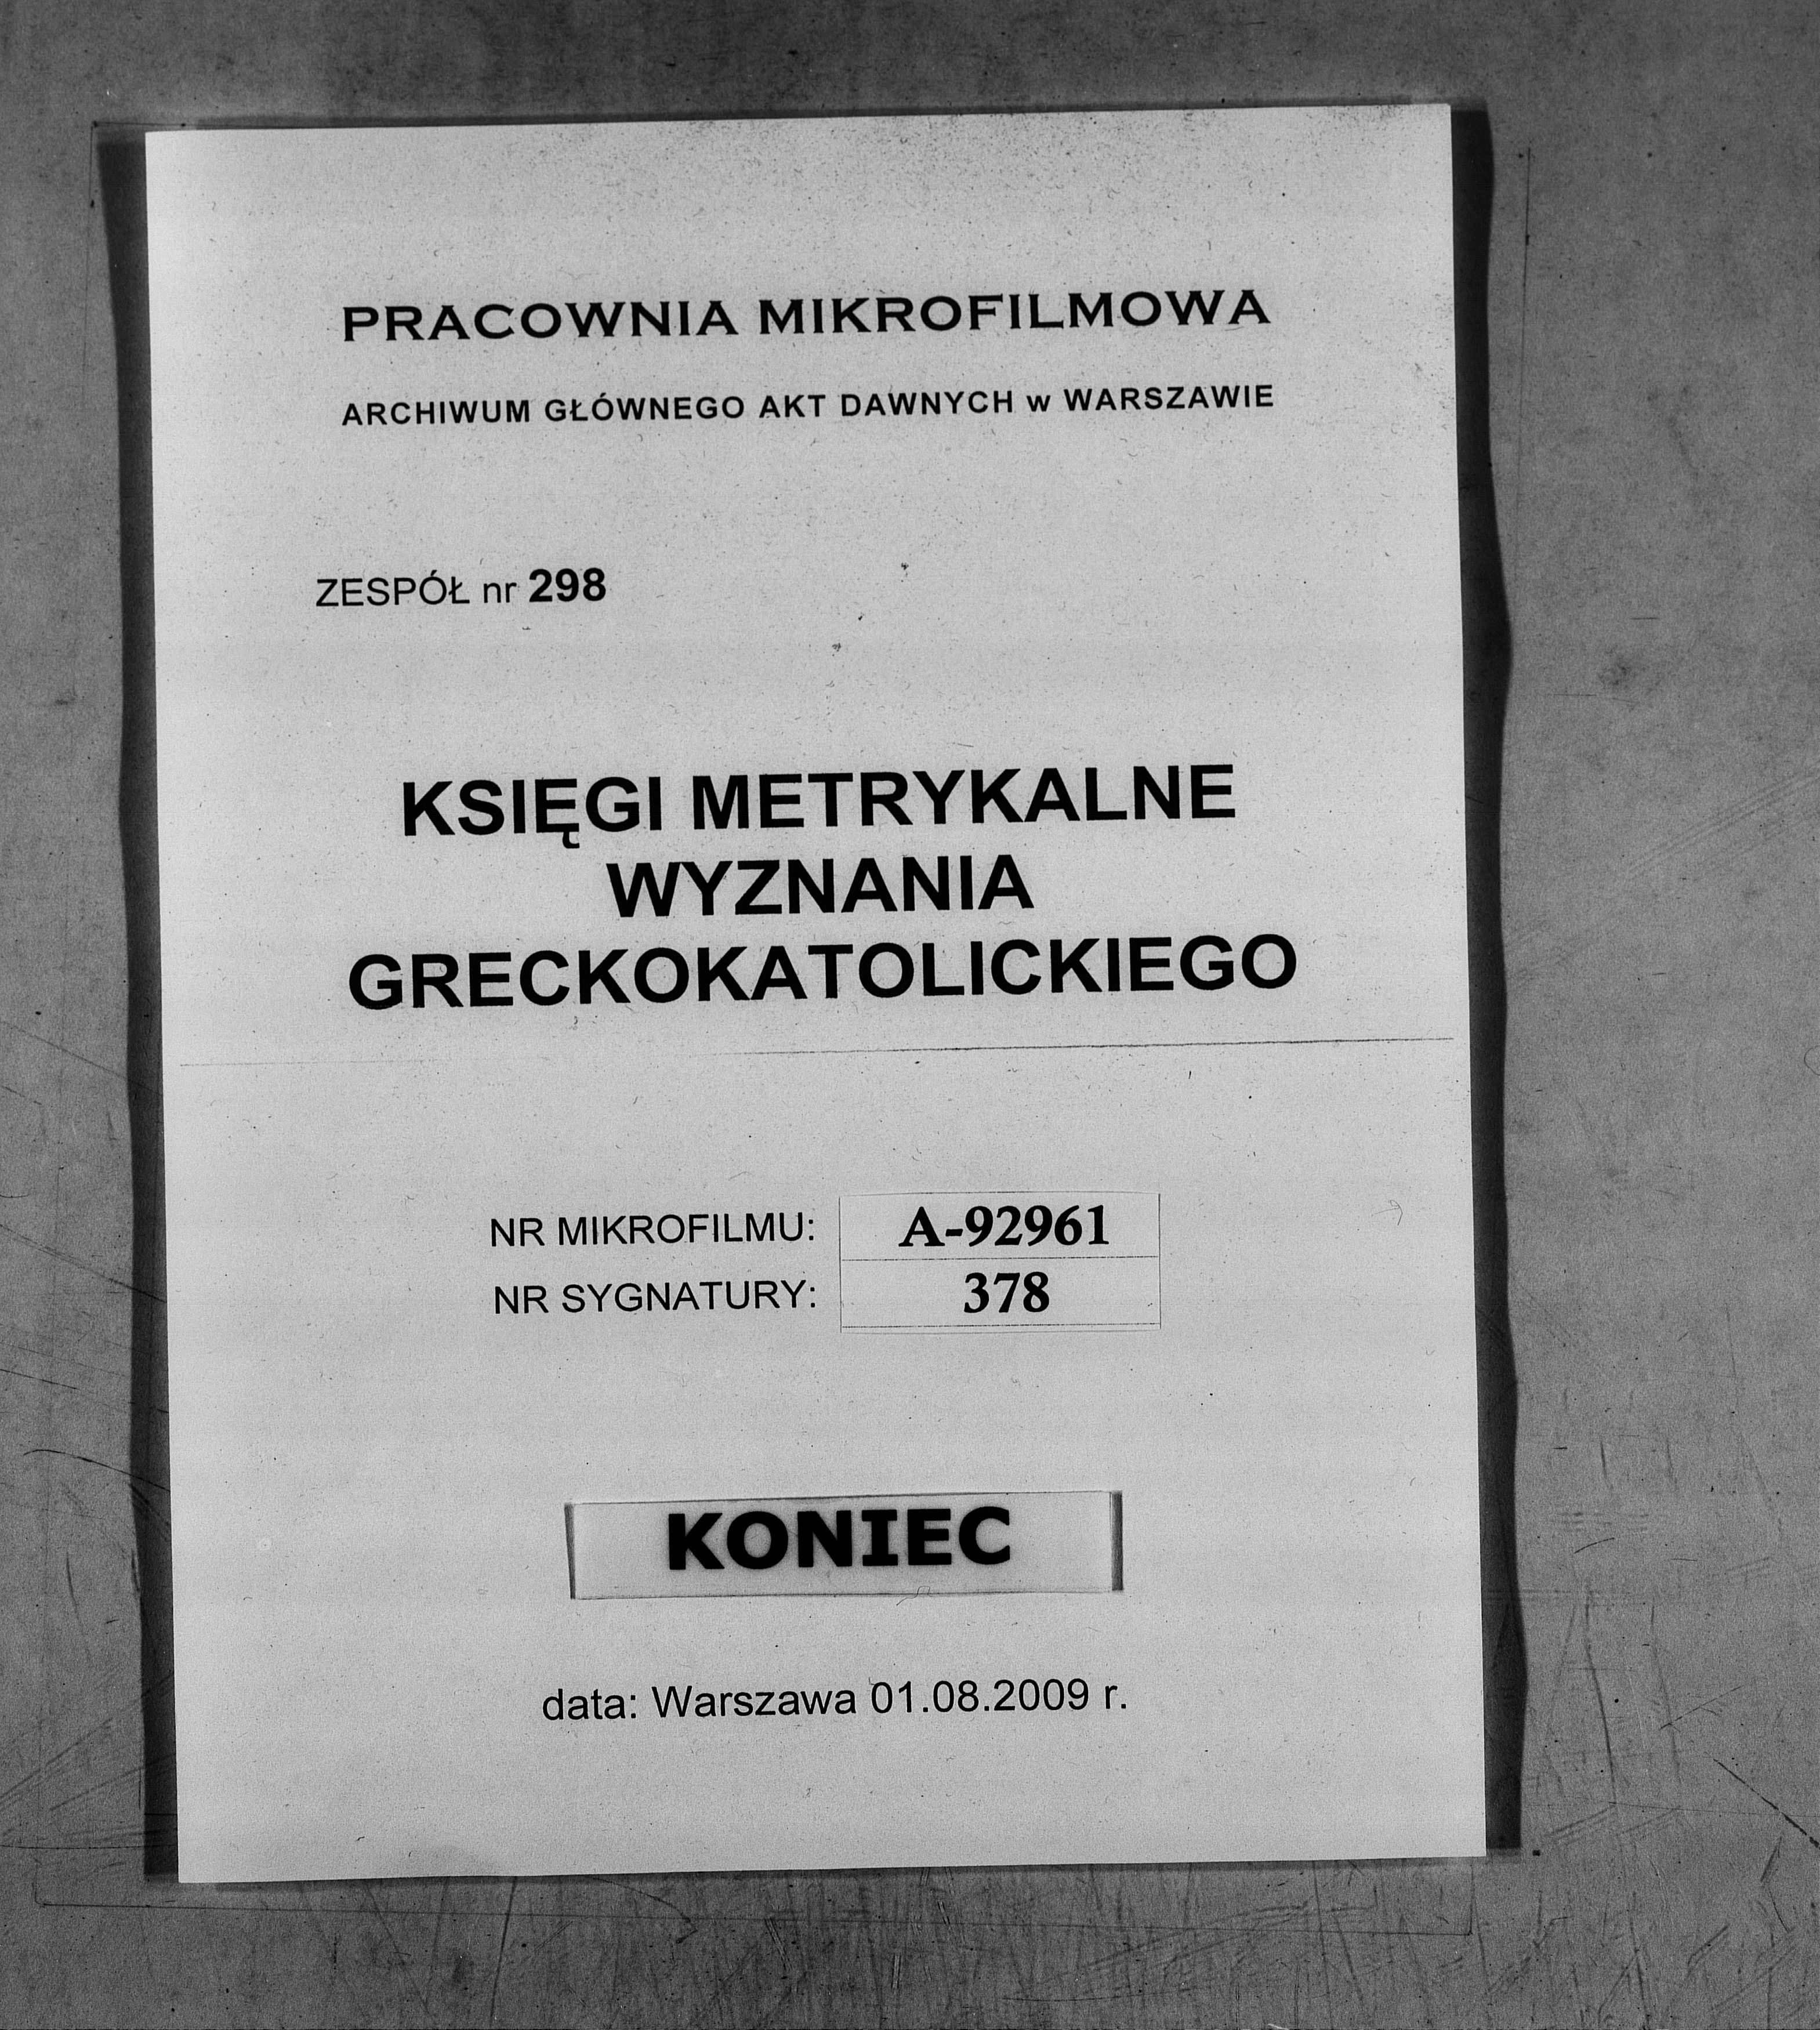 PRACOWNIA MIKROFILMOWA
ARCHIWUM GŁÓWNEGO AKT DAWNYCH w WARSZAWIE
ZESPÓŁ nr 298
KSIĘGI METRYKALNE
WYZNANIA
GRECKOKATOLICKIEGO
NR MIKROFILMU: A-92961
NR SYGNATURY: 378
KONIEC
data: Warszawa 01.08.2009 r.